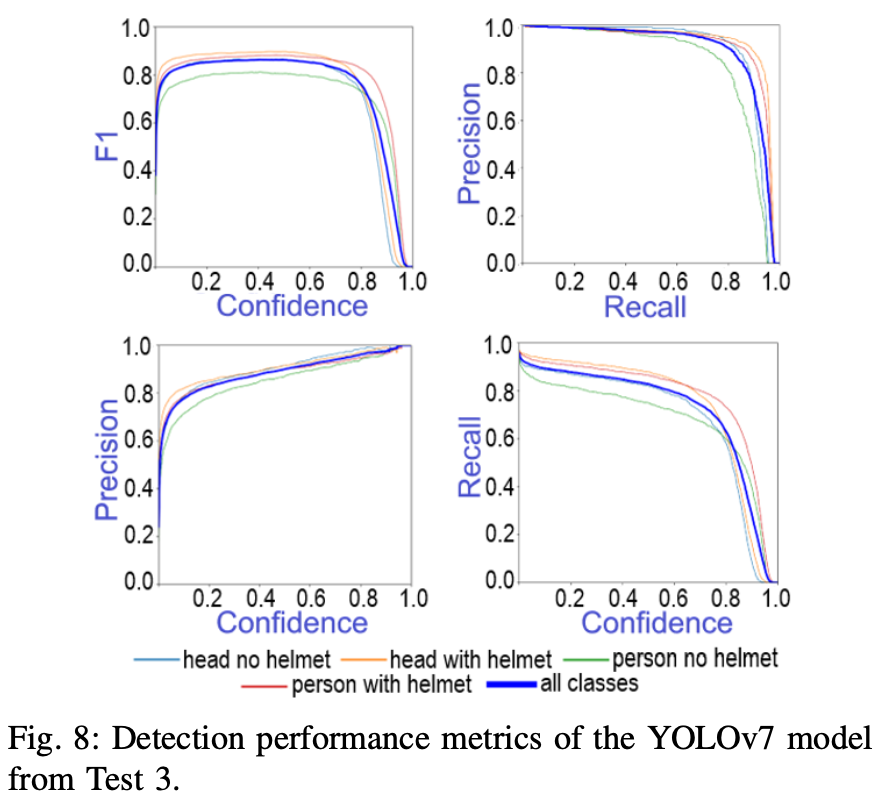 1.0
0.8
0.6
0.4
0.2
0.0
F1
0.2 0.4 0.6 0.8 1.0
Confidence
1.0
0.8
0.6
0.4
0.2
0.0
Precision
0.2 0.4 0.6 0.8 1.0
Recall
1.0
0.8
0.6
0.4
0.2
0.0
Precision
0.2 0.4 0.6 0.8 1.0
Confidence
1.0
0.8
0.6
0.4
0.2
0.0
Recall
0.2 0.4 0.6 0.8 1.0
Confidence
head no helmet head with helmet person no helmet
person with helmet all classes
Fig. 8: Detection performance metrics of the YOLOv7 model
from Test 3.